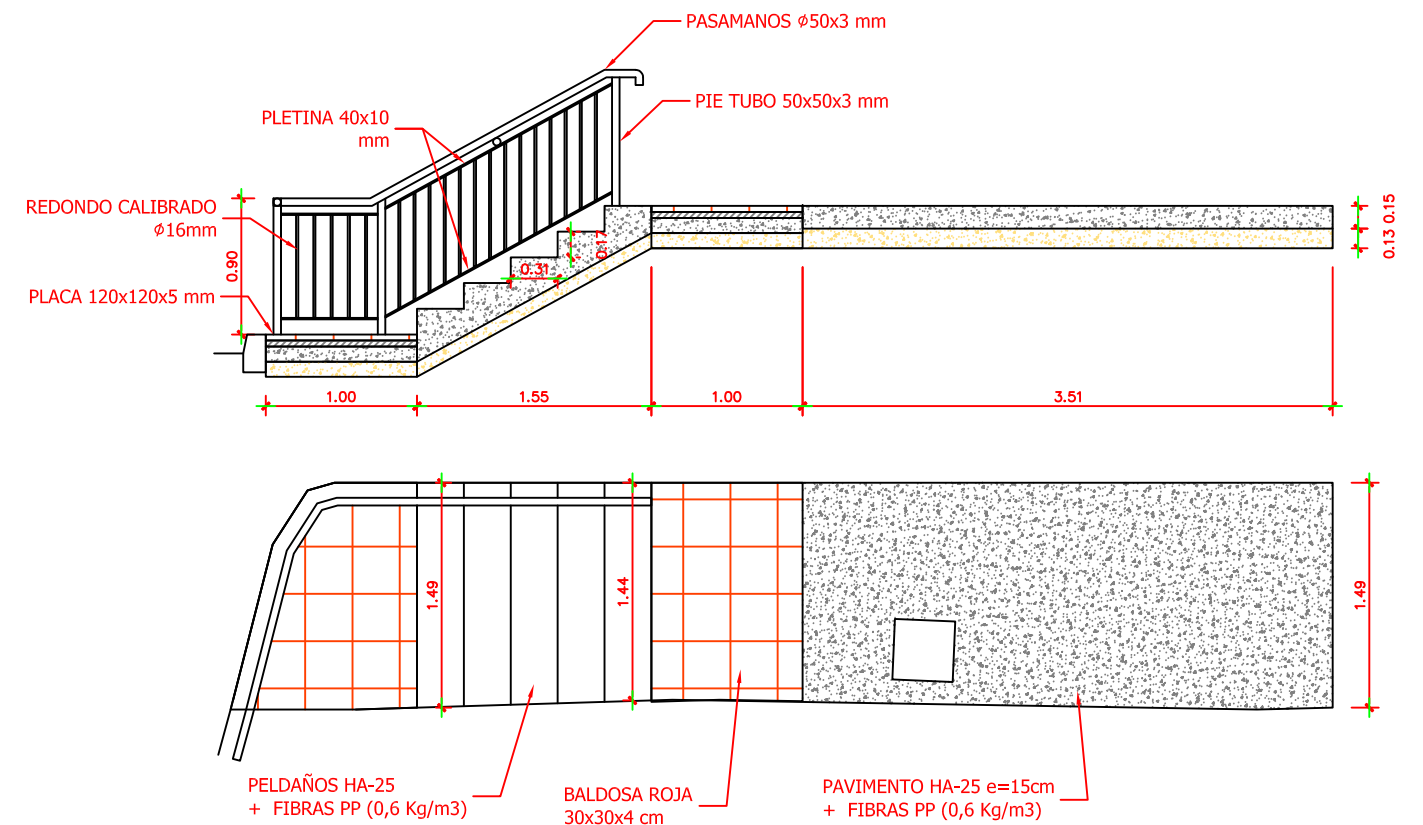 PASAMANOS ϕ50x3 mm
PIE TUBO 50x50x3 mm
PLETINA 40x10
mm
REDONDO CALIBRADO
ϕ16mm
0.90
PLACA 120x120x5 mm
0.17
0.31
0.15
0.13
1.00
1.55
1.00
3.51
1.49
1.44
1.49
PELDAÑOS HA-25
+ FIBRAS PP (0,6 Kg/m3)
BALDOSA ROJA
30x30x4 cm
PAVIMENTO HA-25 e=15cm
+ FIBRAS PP (0,6 Kg/m3)